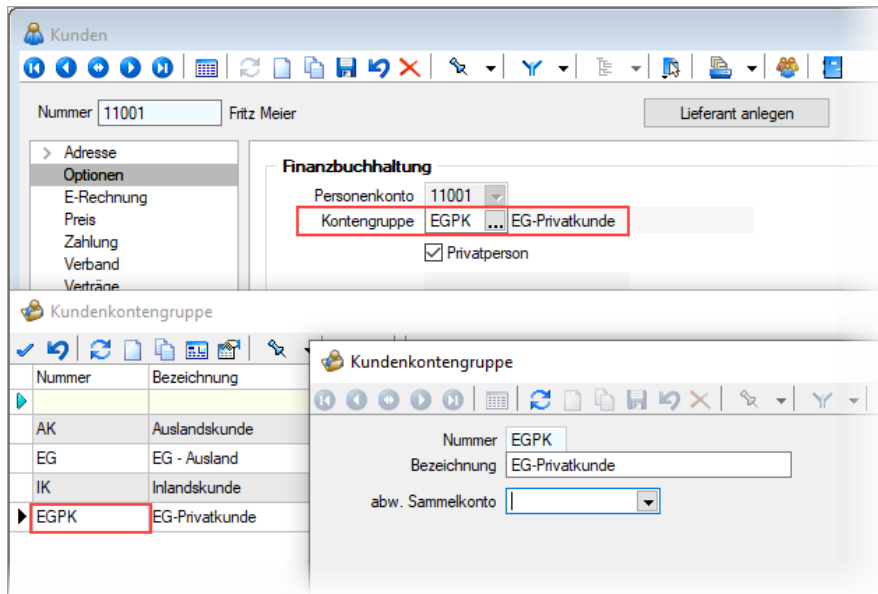 Kunden
Nummer 11001 Fritz Meier Lieferant anlegen
Adresse
Optionen
E-Rechnung
Preis
Zahlung
Verband
Verträge
Finanzbuchhaltung
Personenkonto 11001
Kontengruppe EGPK ... EG-Privatkunde
Privatperson
Kundenkontengruppe
Nummer Bezeichnung
AK Auslandskunde
EG EG - Ausland
IK Inlandskunde
EGPK EG-Privatkunde
Kundenkontengruppe
Nummer EGPK
Bezeichnung EG-Privatkunde
abw. Sammelkonto